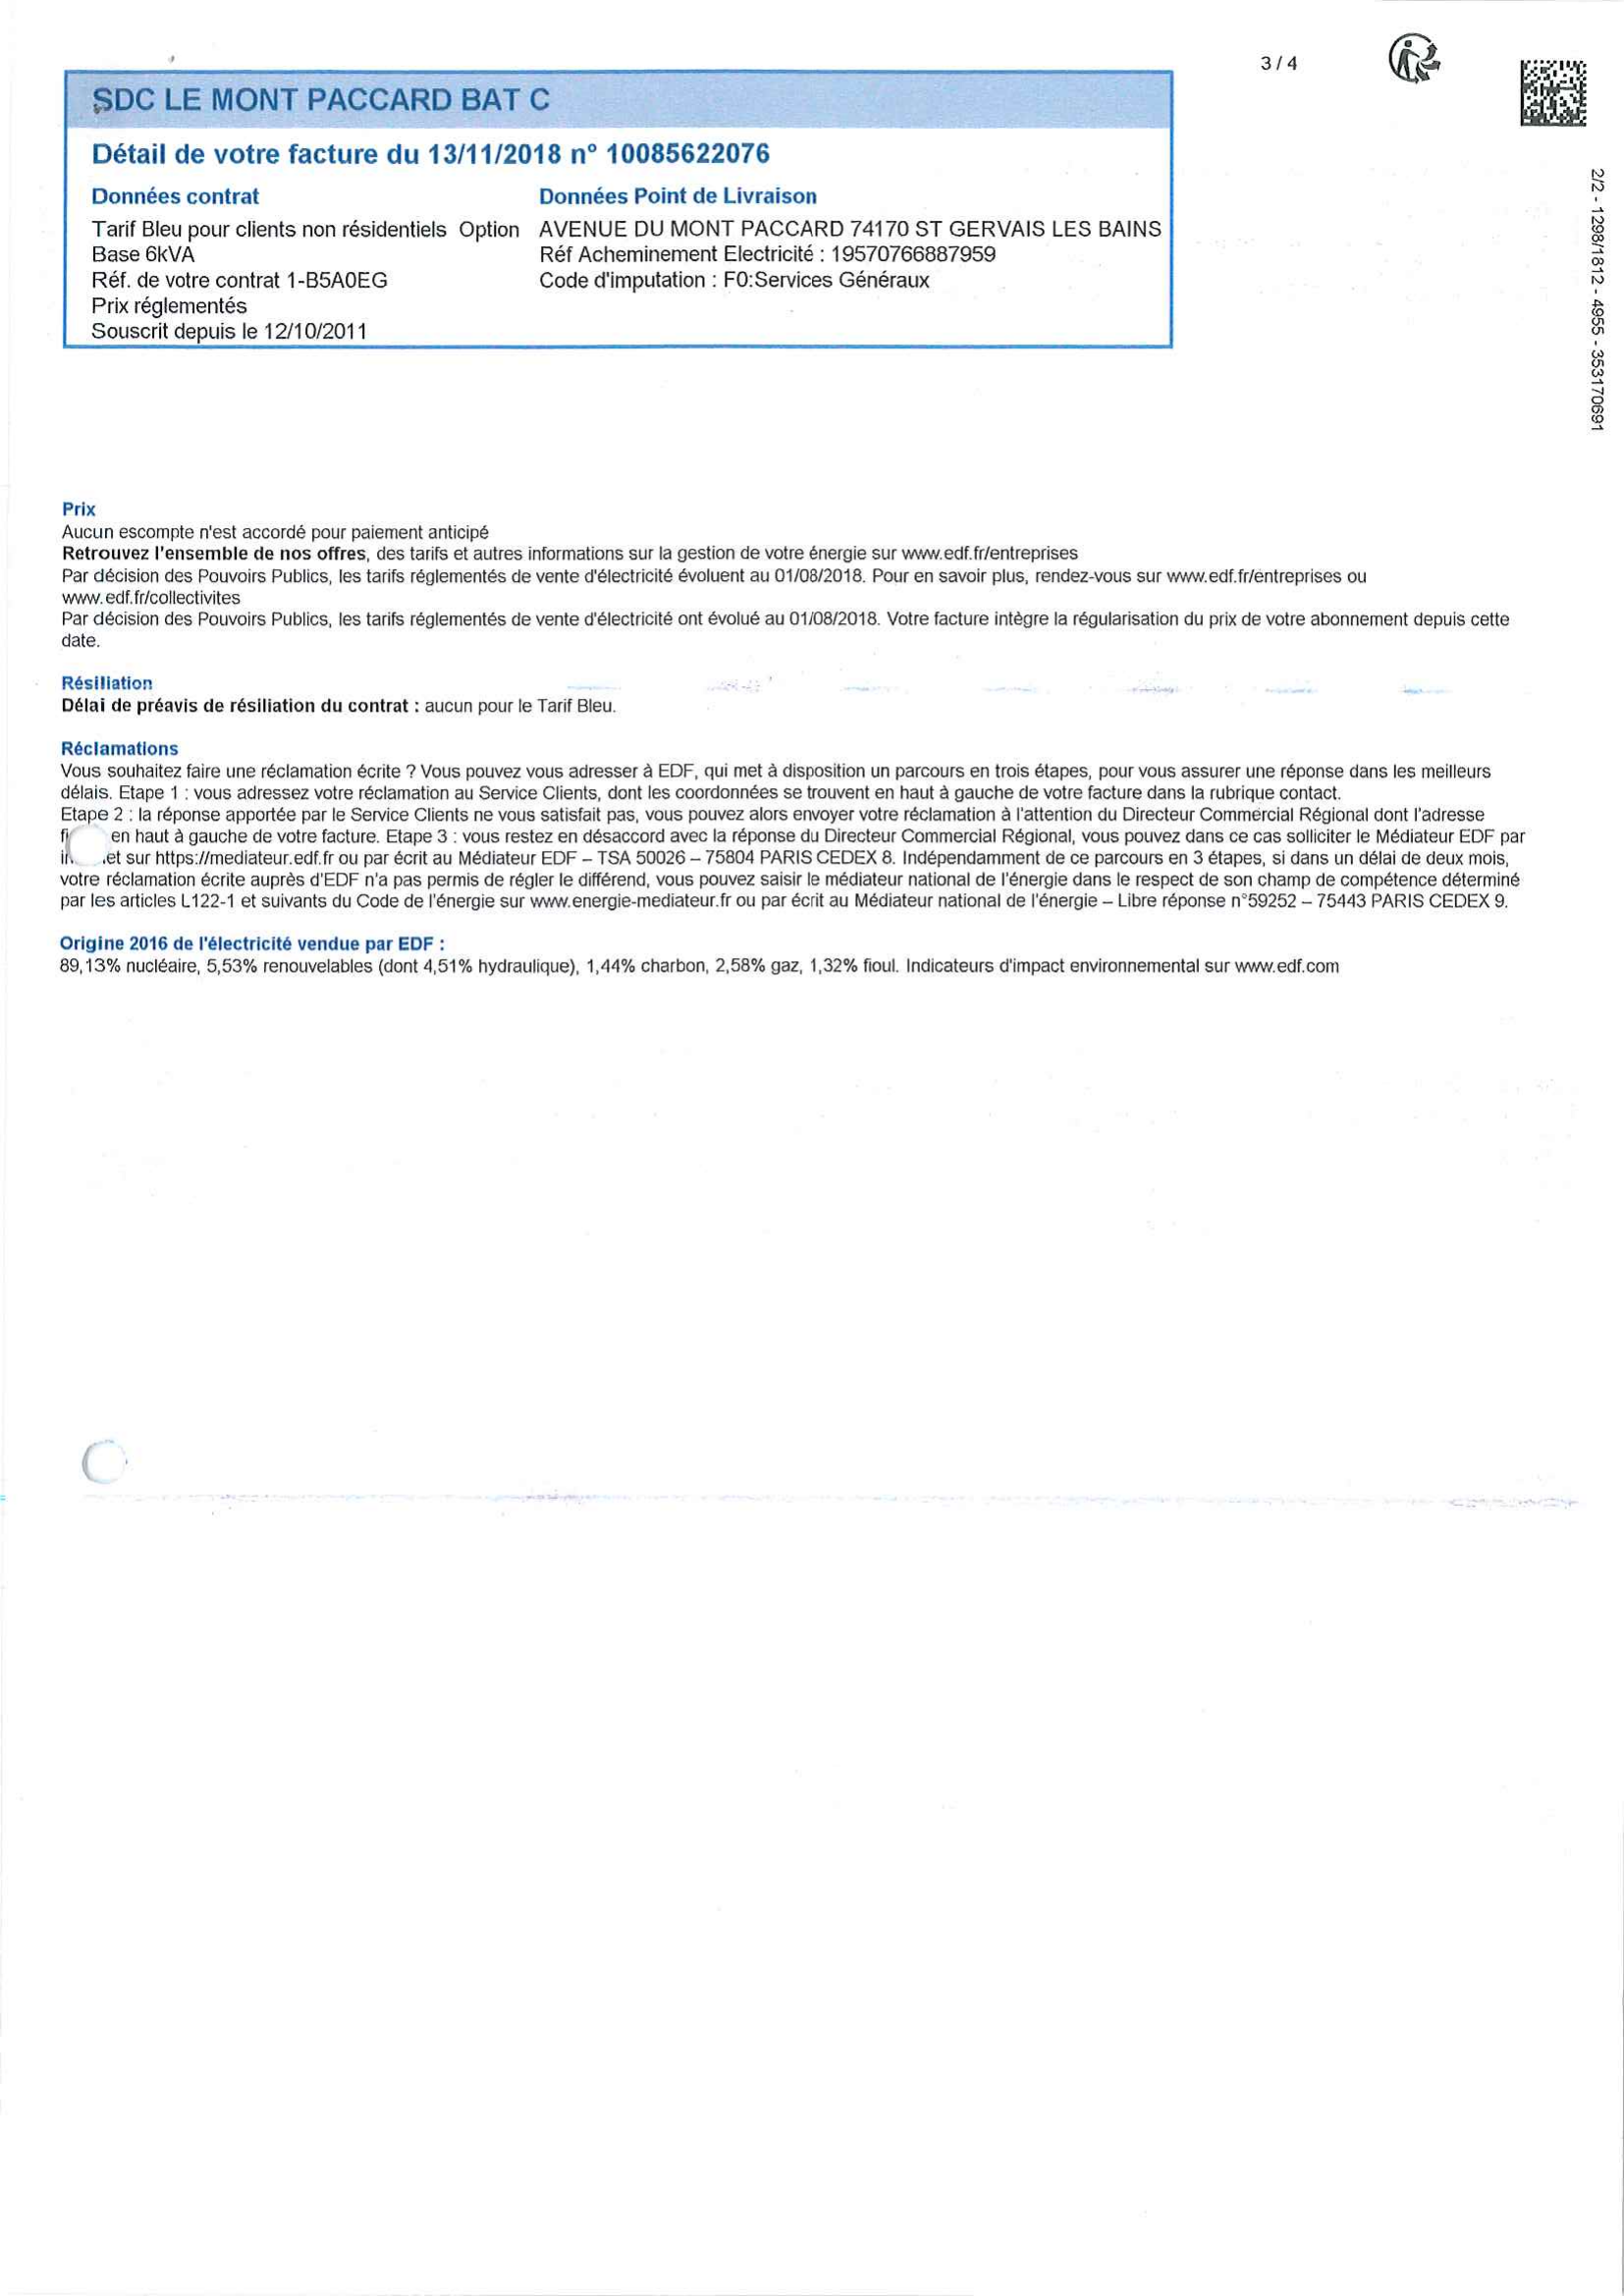 3 / 4
SDC LE MONT PACCARD BAT C
Détail de votre facture du 13/11/2018 n° 10085622076
Données contrat
Tarif Bleu pour clients non résidentiels Option
Base 6kVA
Réf. de votre contrat 1-B5A0EG
Prix réglementés
Souscrit depuis le 12/10/2011
Données Point de Livraison
AVENUE DU MONT PACCARD 74170 ST GERVAIS LES BAINS
Réf Acheminement Electricité : 19570766887959
Code d'imputation : F0:Services Généraux
2/2 - 1298/1812 - 4955 - 353170691
Prix
Aucun escompte n'est accordé pour paiement anticipé
Retrouvez l'ensemble de nos offres, des tarifs et autres informations sur la gestion de votre énergie sur www.edf.fr/entreprises
Par décision des Pouvoirs Publics, les tarifs réglementés de vente d'électricité évoluent au 01/08/2018. Pour en savoir plus, rendez-vous sur www.edf.fr/entreprises ou
www.edf.fr/collectivites
Par décision des Pouvoirs Publics, les tarifs réglementés de vente d'électricité ont évolué au 01/08/2018. Votre facture intègre la régularisation du prix de votre abonnement depuis cette
date.
Résiliation
Délai de préavis de résiliation du contrat : aucun pour le Tarif Bleu.
Réclamations
Vous souhaitez faire une réclamation écrite ? Vous pouvez vous adresser à EDF, qui met à disposition un parcours en trois étapes, pour vous assurer une réponse dans les meilleurs
délais. Etape 1 : vous adressez votre réclamation au Service Clients, dont les coordonnées se trouvent en haut à gauche de votre facture dans la rubrique contact.
Etape 2 : la réponse apportée par le Service Clients ne vous satisfait pas, vous pouvez alors envoyer votre réclamation à l'attention du Directeur Commercial Régional dont l'adresse
en haut à gauche de votre facture. Etape 3 : vous restez en désaccord avec la réponse du Directeur Commercial Régional, vous pouvez dans ce cas solliciter le Médiateur EDF par
sur https://mediateur.edf.fr ou par écrit au Médiateur EDF – TSA 50026 – 75804 PARIS CEDEX 8. Indépendamment de ce parcours en 3 étapes, si dans un délai de deux mois,
votre réclamation écrite auprès d'EDF n'a pas permis de régler le différend, vous pouvez saisir le médiateur national de l'énergie dans le respect de son champ de compétence déterminé
par les articles L122-1 et suivants du Code de l'énergie sur www.energie-mediateur.fr ou par écrit au Médiateur national de l'énergie – Libre réponse n°59252 – 75443 PARIS CEDEX 9.
Origine 2016 de l'électricité vendue par EDF :
89,13% nucléaire, 5,53% renouvelables (dont 4,51% hydraulique), 1,44% charbon, 2,58% gaz, 1,32% fioul. Indicateurs d'impact environnemental sur www.edf.com